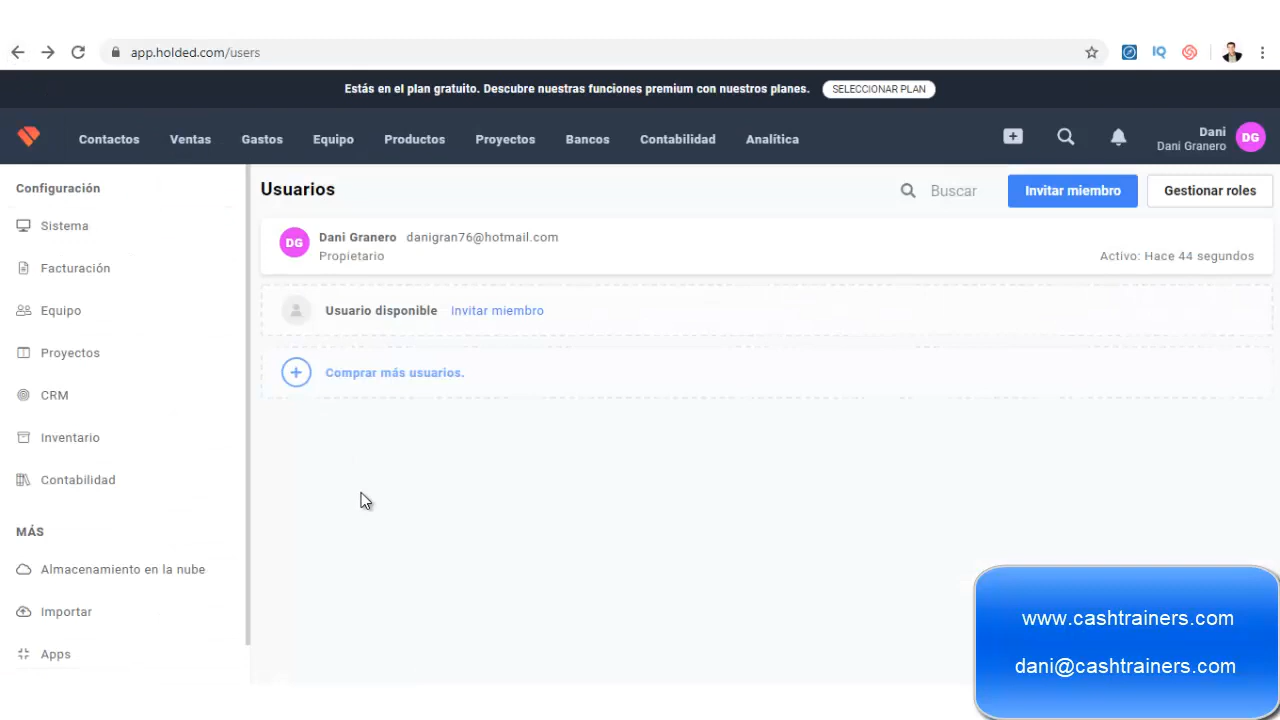 app.holded.com/users
IQ
Estás en el plan gratuito. Descubre nuestras funciones premium con nuestros planes. SELECCIONAR PLAN
Contactos Ventas Gastos Equipo Productos Proyectos Bancos Contabilidad Analítica
Dani
Dani Granero
DG
Configuración
Sistema
Facturación
Equipo
Proyectos
CRM
Inventario
Contabilidad
MÁS
Almacenamiento en la nube
Importar
Apps
Usuarios
Buscar
Invitar miembro
Gestionar roles
DG
Dani Granero danigran76@hotmail.com
Propietario
Activo: Hace 44 segundos
Usuario disponible Invitar miembro
Comprar más usuarios.
www.cashtrainers.com
dani@cashtrainers.com